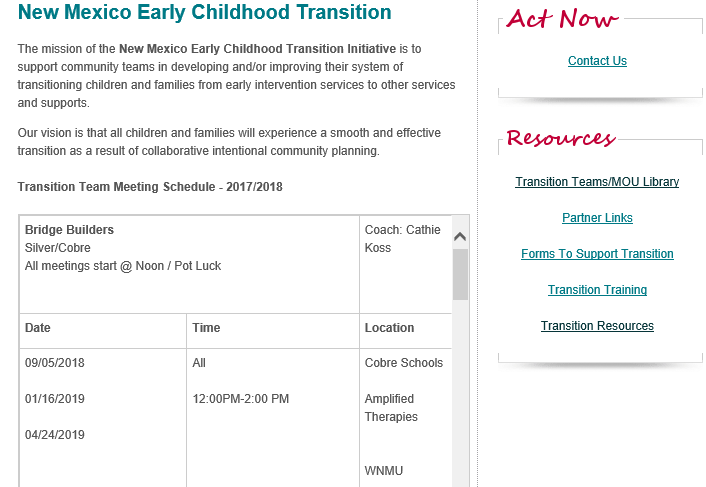 New Mexico Early Childhood Transition
The mission of the New Mexico Early Childhood Transition Initiative is to
support community teams in developing and/or improving their system of
transitioning children and families from early intervention services to other services
and supports.
Our vision is that all children and families will experience a smooth and effective
transition as a result of collaborative intentional community planning.
Transition Team Meeting Schedule - 2017/2018
Bridge Builders
Silver/Cobre
All meetings start @ Noon / Pot Luck
Coach: Cathie
Koss
Date
Time
Location
09/05/2018
01/16/2019
04/24/2019
All
12:00PM-2:00 PM
Cobre Schools
Amplified
Therapies
WNMU
Act Now
Contact Us
Resources
Transition Teams/MOU Library
Partner Links
Forms To Support Transition
Transition Training
Transition Resources